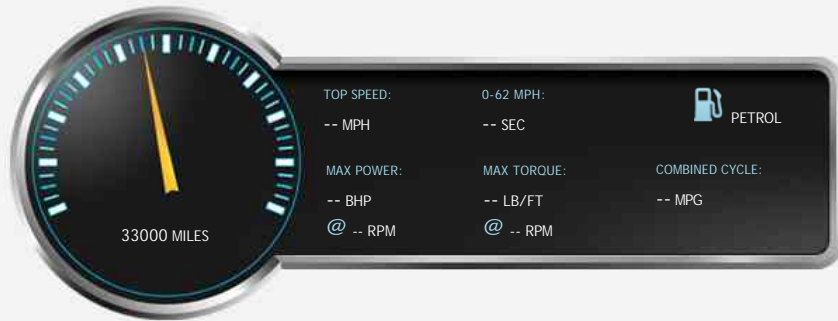 33000 MILES
TOP SPEED:
-- MPH
0-62 MPH:
-- SEC
PETROL
MAX POWER:
-- BHP
@ -- RPM
MAX TORQUE:
-- LB/FT
@ -- RPM
COMBINED CYCLE:
-- MPG